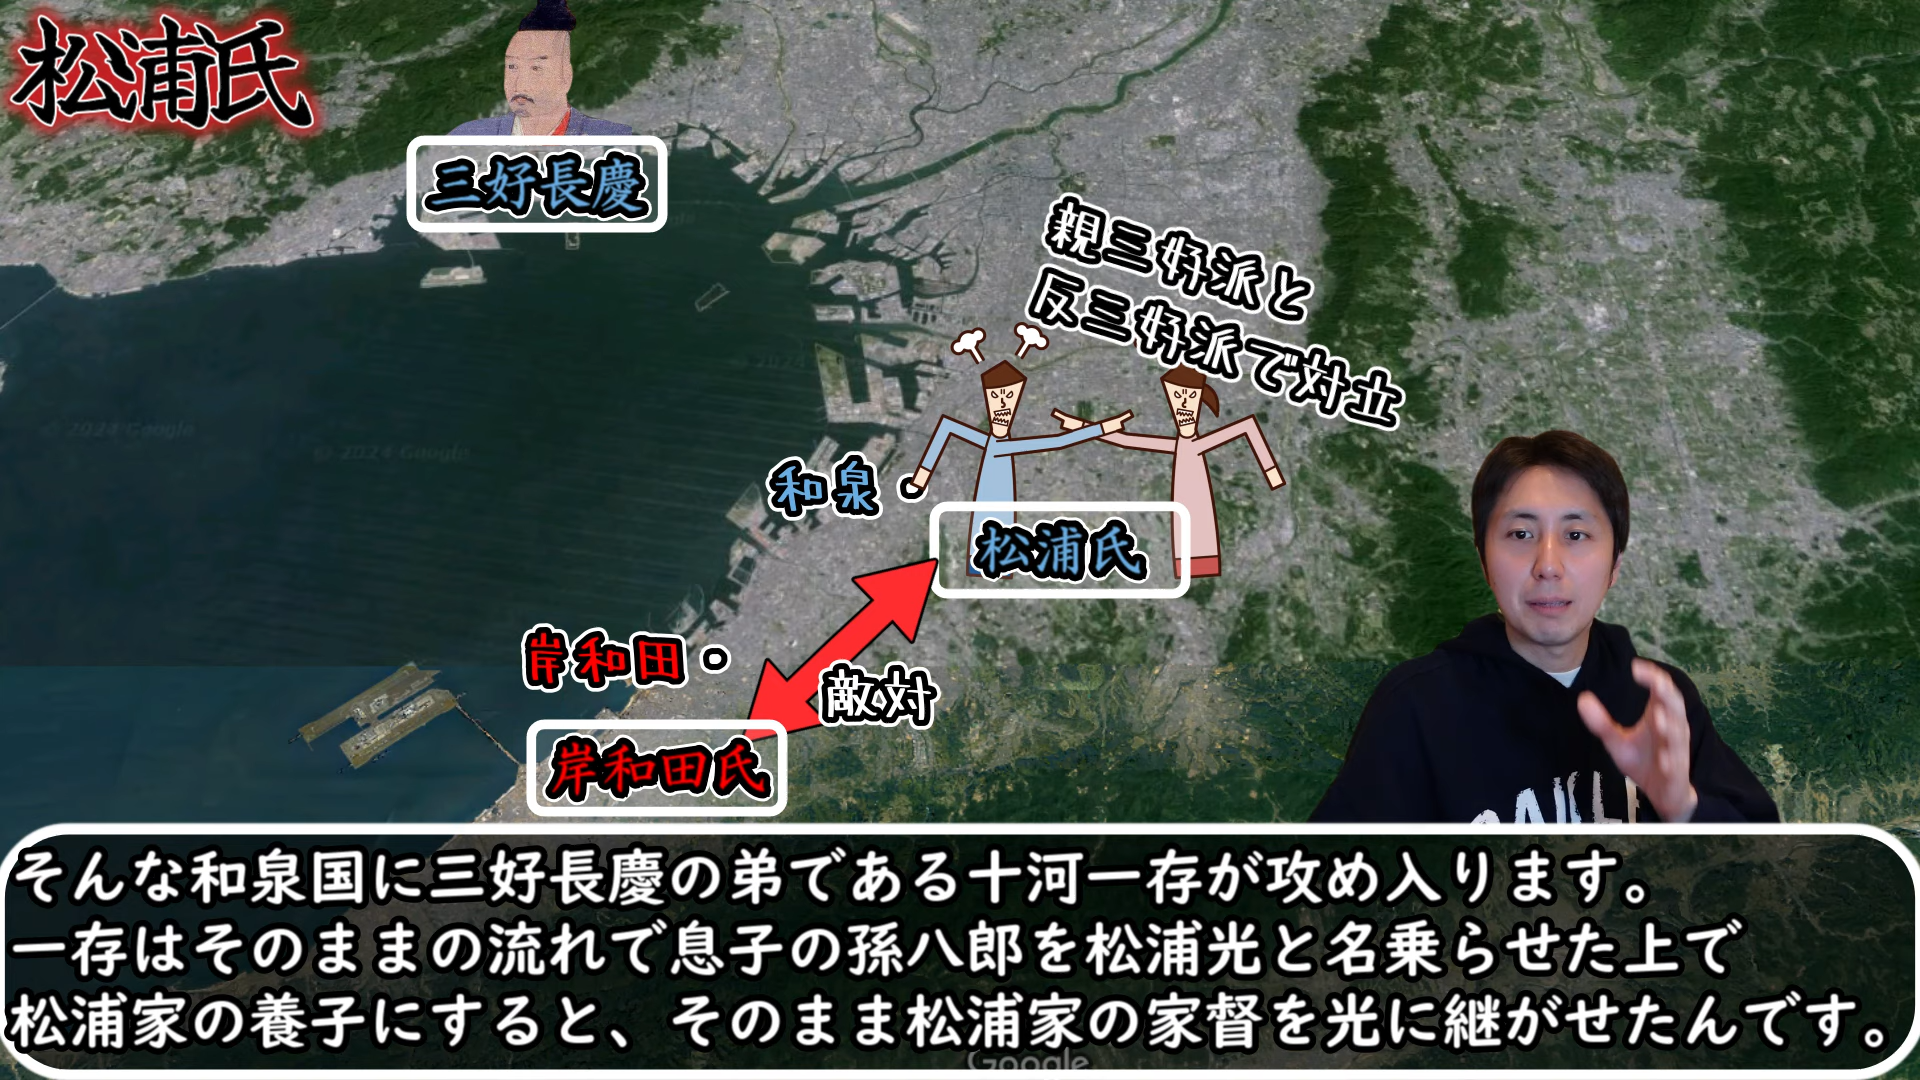 松浦氏
三好長慶
親三好派と
反三好派で対立
和泉
松浦氏
岸和田
敵対
岸和田氏
© 2024 Google
© 2024 Google
そんな和泉国に三好長慶の弟である十河一存が攻め入ります。
一存はそのままの流れで息子の孫八郎を松浦光と名乗らせた上で
松浦家の養子にすると、そのまま松浦家の家督を光に継がせたんです。
Google